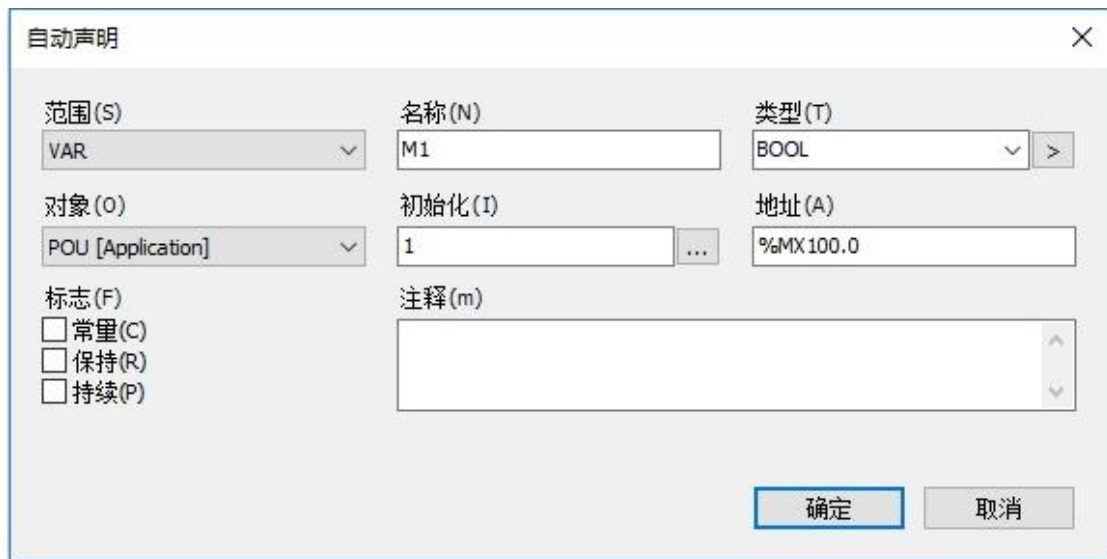 自动声明
范围(S) 名称(N) 类型(T)
VAR M1 BOOL >
对象(O) 初始化(I) 地址(A)
POU [Application] 1 ... %MX100.0
标志(F) 注释(m)
常量(C)
保持(R)
持续(P)
确定 取消